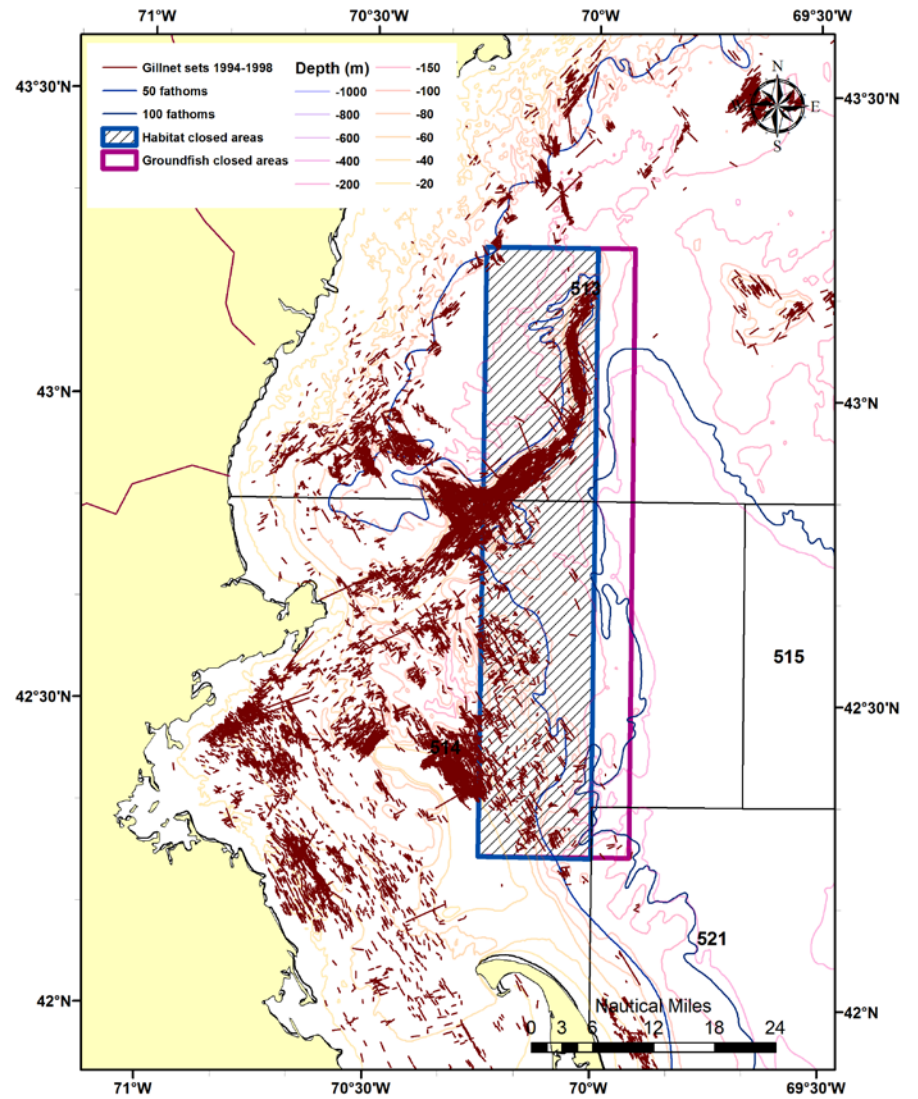 71°W 70°30'W 70°W 69°30'W
Gillnet sets 1994-1998
50 fathoms
100 fathoms
Habitat closed areas
Groundfish closed areas
Depth (m)
-1000
-800
-600
-400
-200
-150
-100
-80
-60
-40
-20
N
E
S
43°30'N 43°30'N
513
43°N 43°N
515
42°30'N 42°30'N
514
521
42°N 42°N
Nautical Miles
0 3 6 12 18 24
71°W 70°30'W 70°W 69°30'W